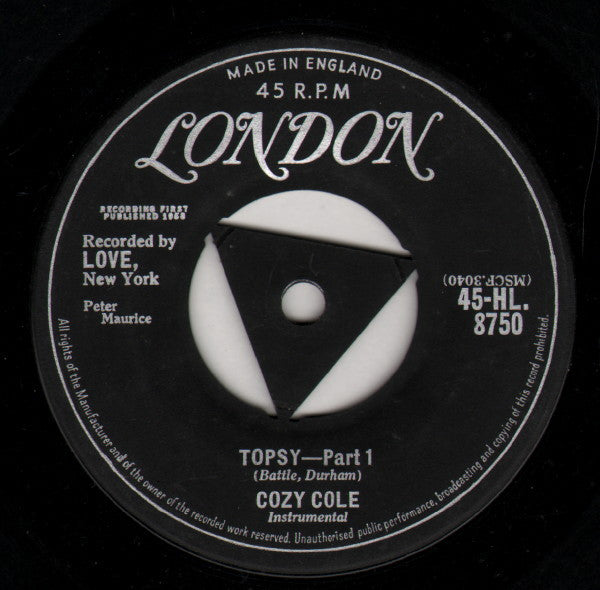 MADE IN ENGLAND
45 R.P.M
LONDON
RECORDING FIRST
PUBLISHED 1958
Recorded by
LOVE,
New York
Peter
Maurice
(MSCP.3040)
45-HL.
8750
TOPSY—Part 1
(Battle, Durham)
COZY COLE
Instrumental
All rights of the Manufacturer and of the owner of the recorded work reserved. Unauthorised public performance, broadcasting and copying of this record prohibited.